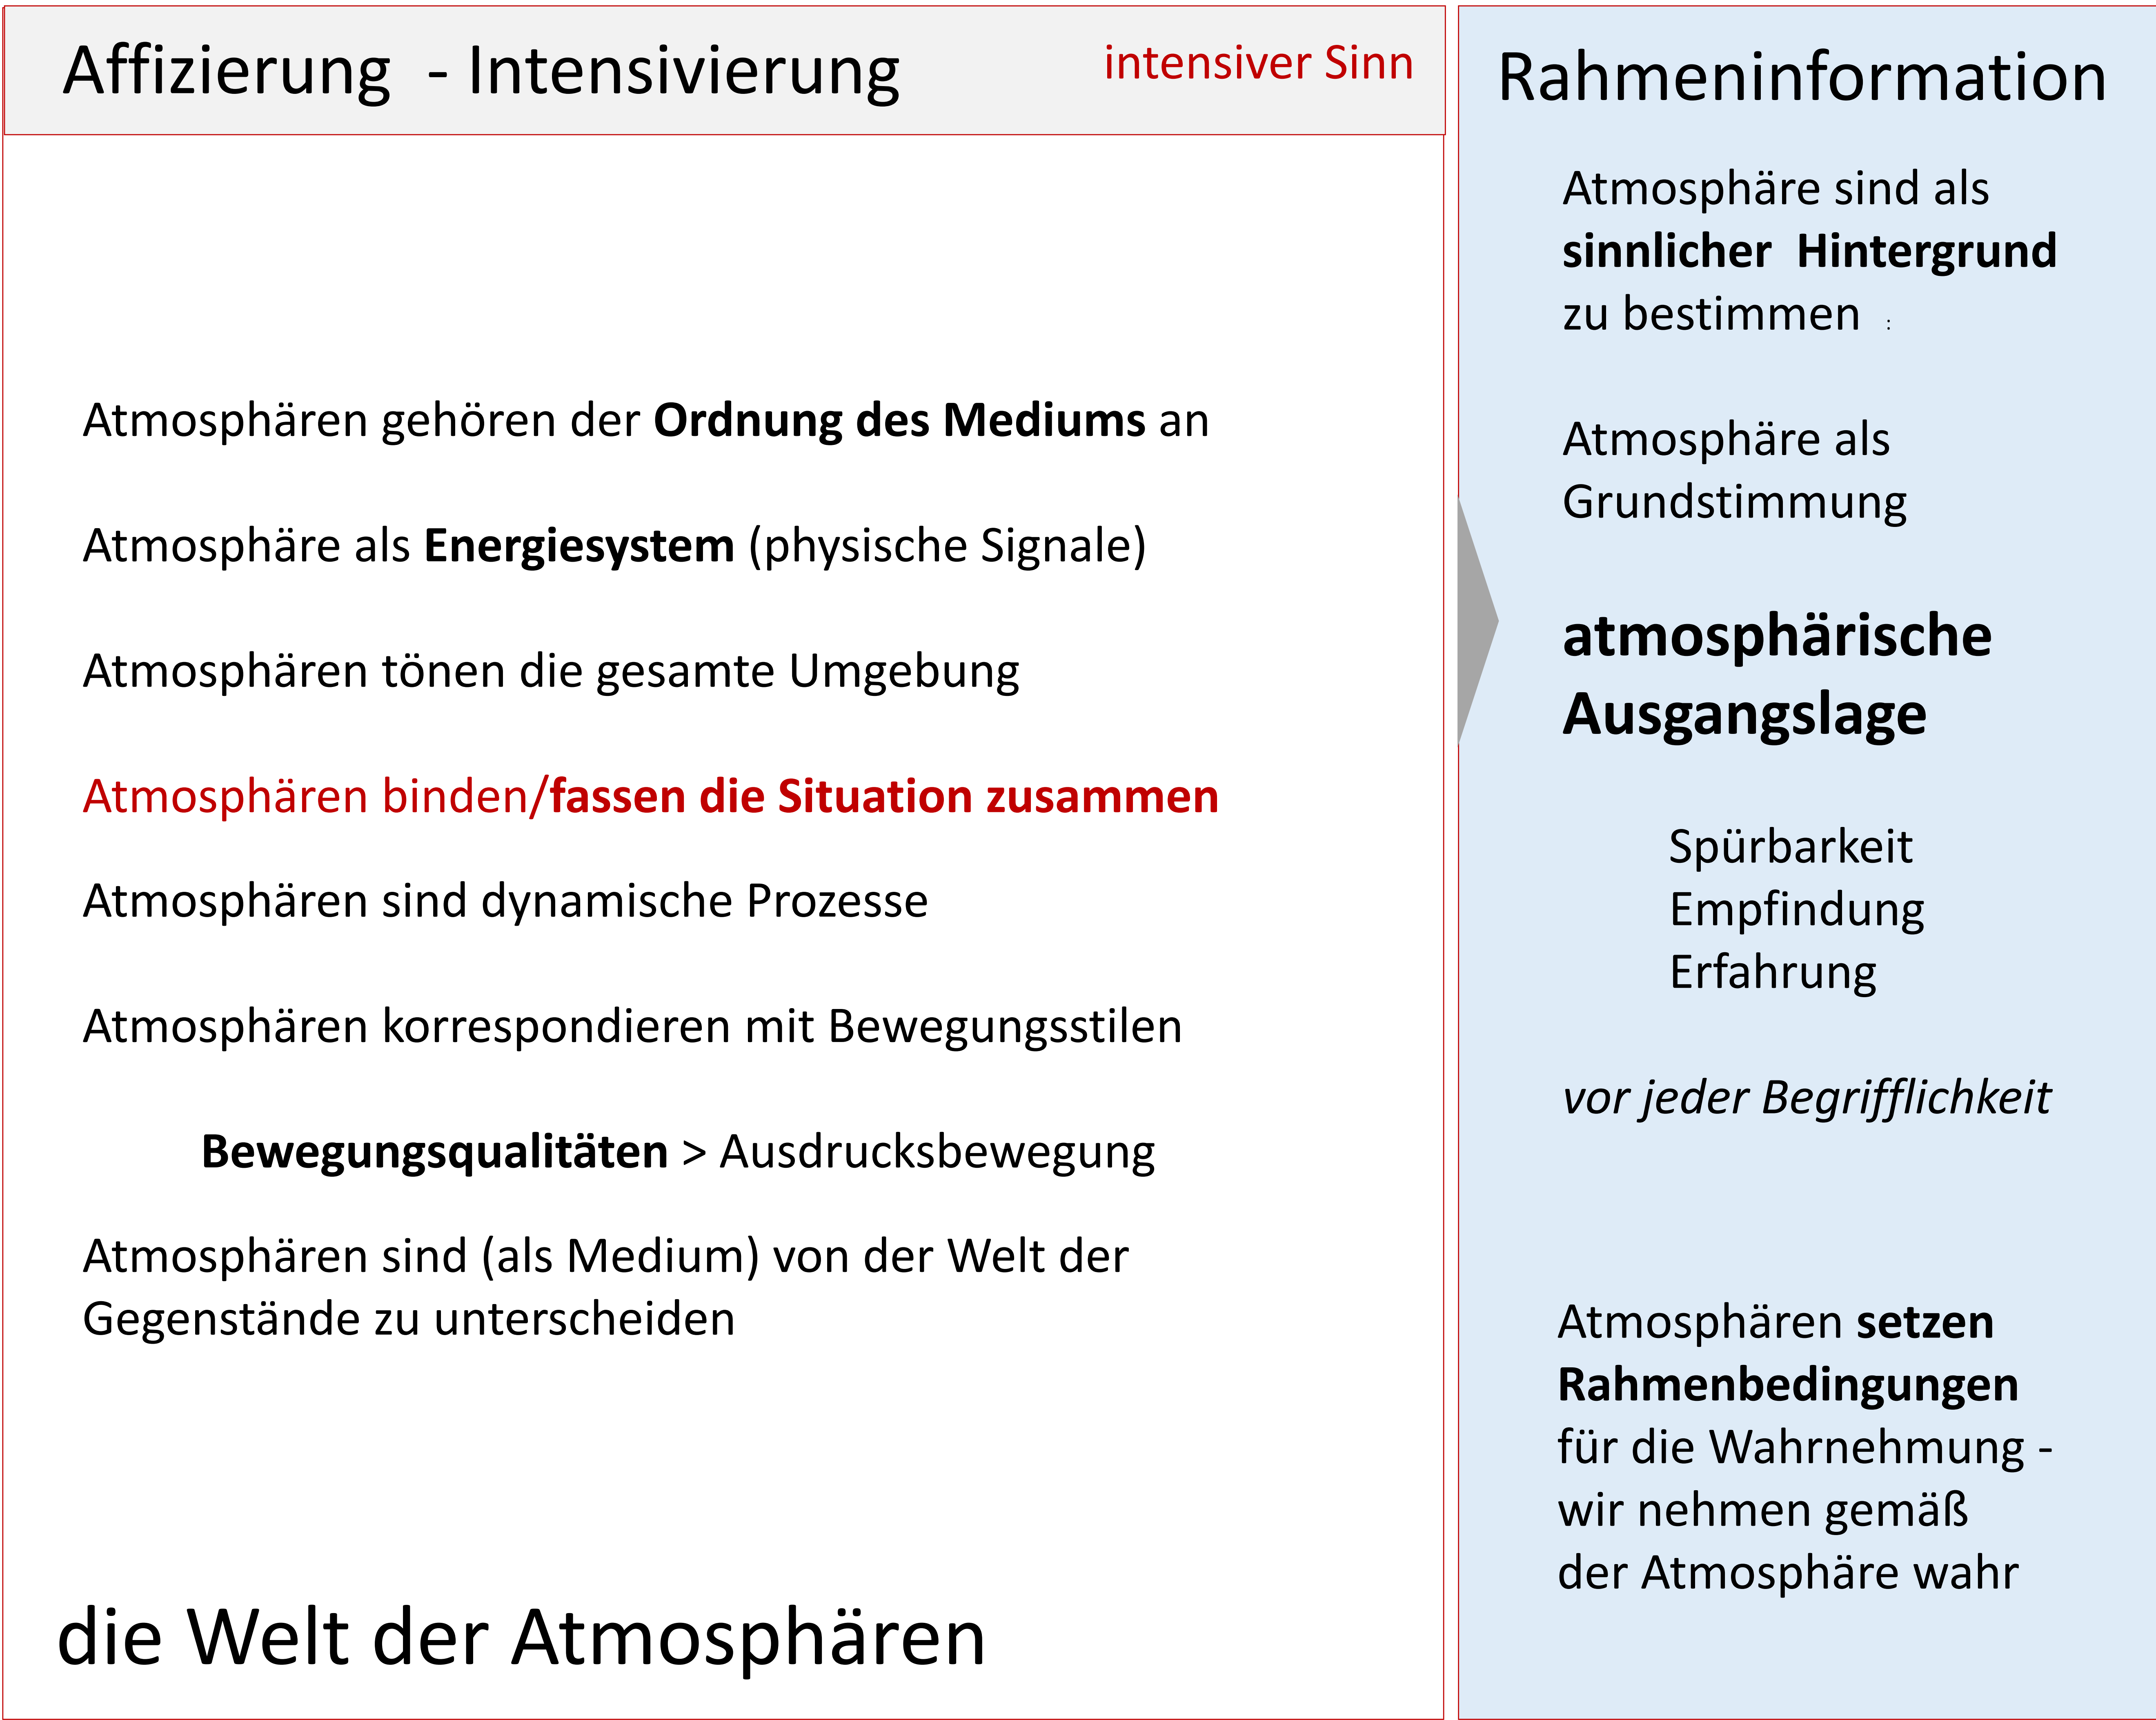 Affizierung - Intensivierung
intensiver Sinn
Atmosphären gehören der Ordnung des Mediums an
Atmosphäre als Energiesystem (physische Signale)
Atmosphären tönen die gesamte Umgebung
Atmosphären binden/fassen die Situation zusammen
Atmosphären sind dynamische Prozesse
Atmosphären korrespondieren mit Bewegungsstilen
Bewegungsqualitäten > Ausdrucksbewegung
Atmosphären sind (als Medium) von der Welt der
Gegenstände zu unterscheiden
die Welt der Atmosphären
Rahmeninformation
Atmosphäre sind als
sinnlicher Hintergrund
zu bestimmen :
Atmosphäre als
Grundstimmung
atmosphärische
Ausgangslage
Spürbarkeit
Empfindung
Erfahrung
vor jeder Begrifflichkeit
Atmosphären setzen
Rahmenbedingungen
für die Wahrnehmung -
wir nehmen gemäß
der Atmosphäre wahr